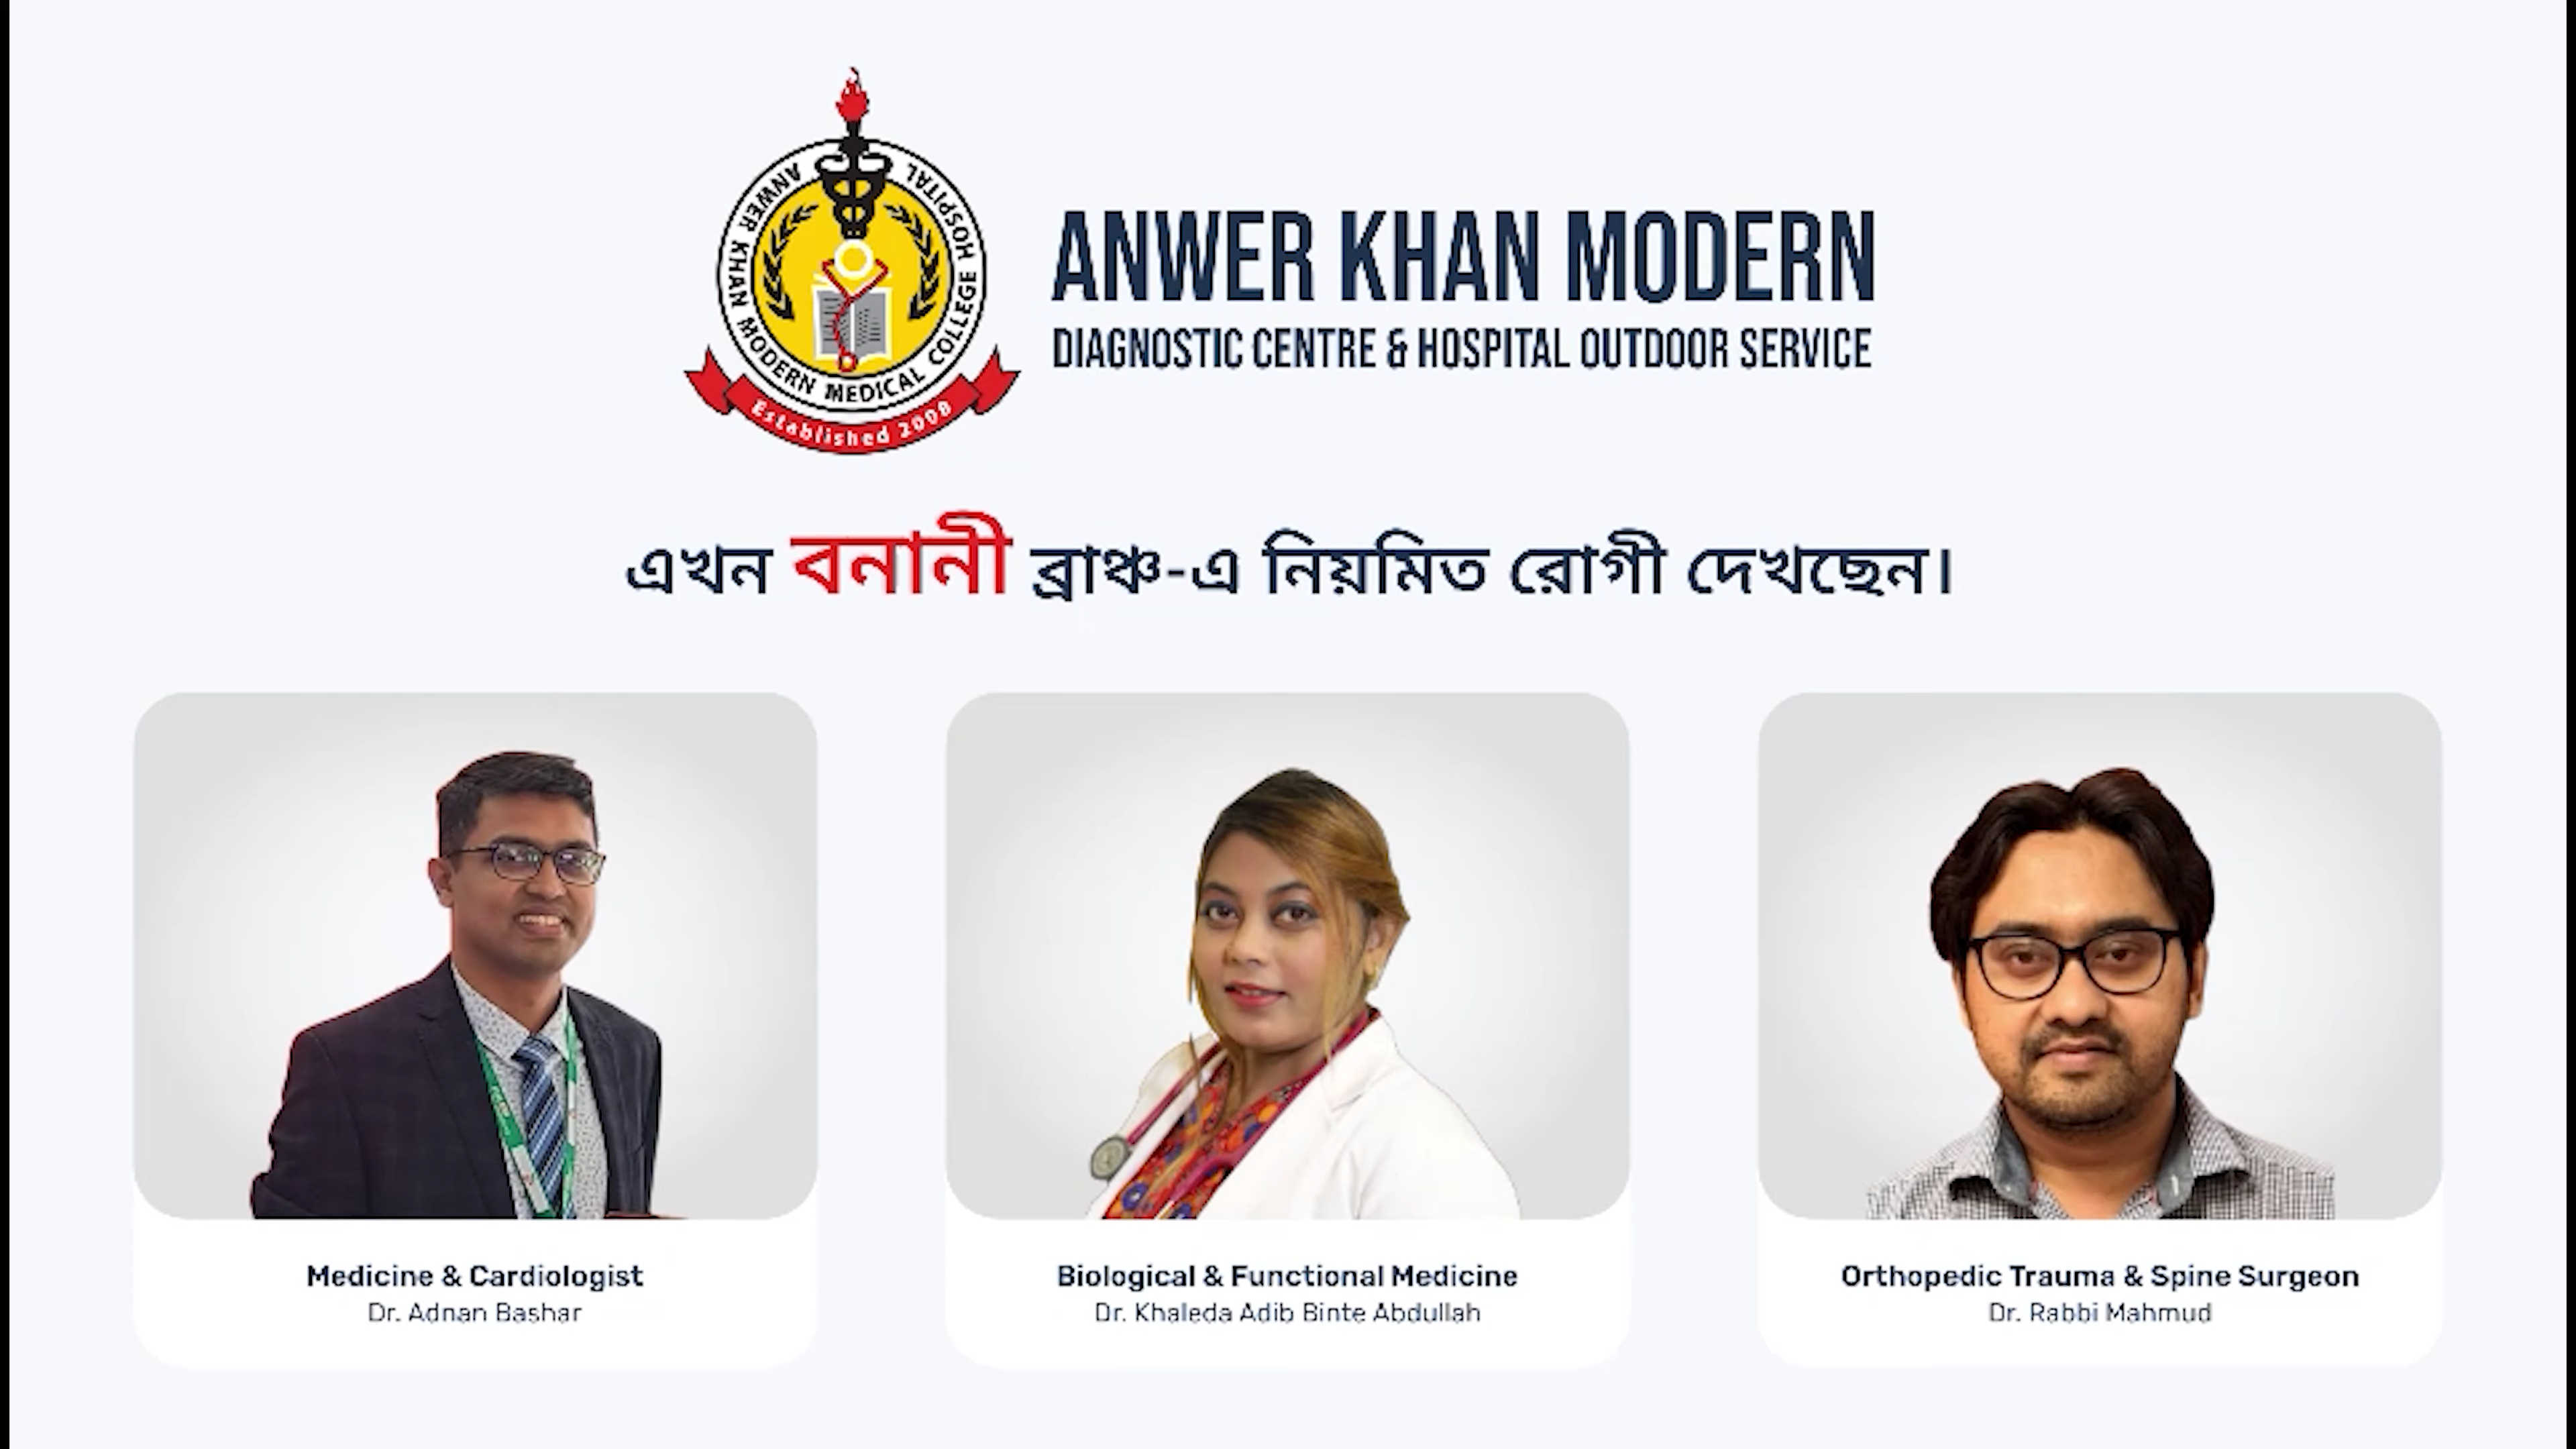 ANWER KHAN MODERN MEDICAL COLLEGE HOSPITAL
Established 2008
ANWER KHAN MODERN
DIAGNOSTIC CENTRE & HOSPITAL OUTDOOR SERVICE
এখন বনানী ব্রাঞ্চ-এ নিয়মিত রোগী দেখছেন।
Medicine & Cardiologist
Dr. Adnan Bashar
Biological & Functional Medicine
Dr. Khaleda Adib Binte Abdullah
Orthopedic Trauma & Spine Surgeon
Dr. Rabbi Mahmud